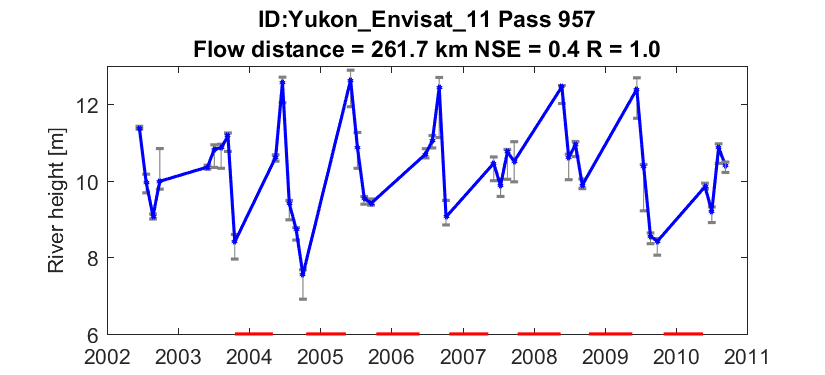 ID:Yukon_Envisat_11 Pass 957
Flow distance = 261.7 km NSE = 0.4 R = 1.0
River height [m]
12
10
8
6
2002 2003 2004 2005 2006 2007 2008 2009 2010 2011